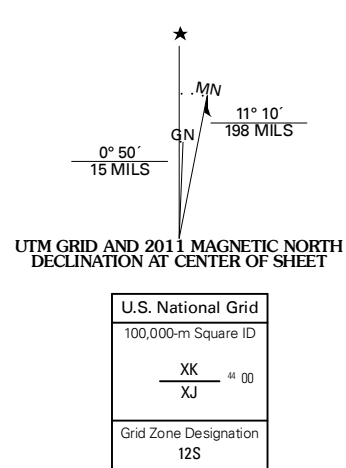 ★
MN
11° 10´
198 MILS
GN
0° 50´
15 MILS
UTM GRID AND 2011 MAGNETIC NORTH
DECLINATION AT CENTER OF SHEET
U.S. National Grid
100,000-m Square ID
XK
44 00
XJ
Grid Zone Designation
12S